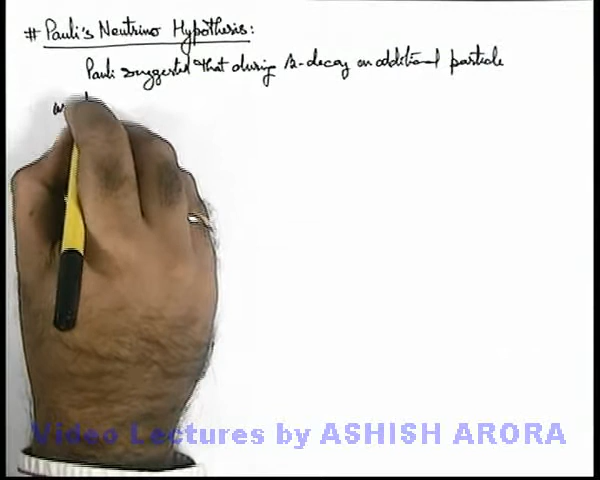 # Pauli's Neutrino Hypothesis:
Pauli suggested that during β-decay an additional particle
Video Lectures by ASHISH ARORA